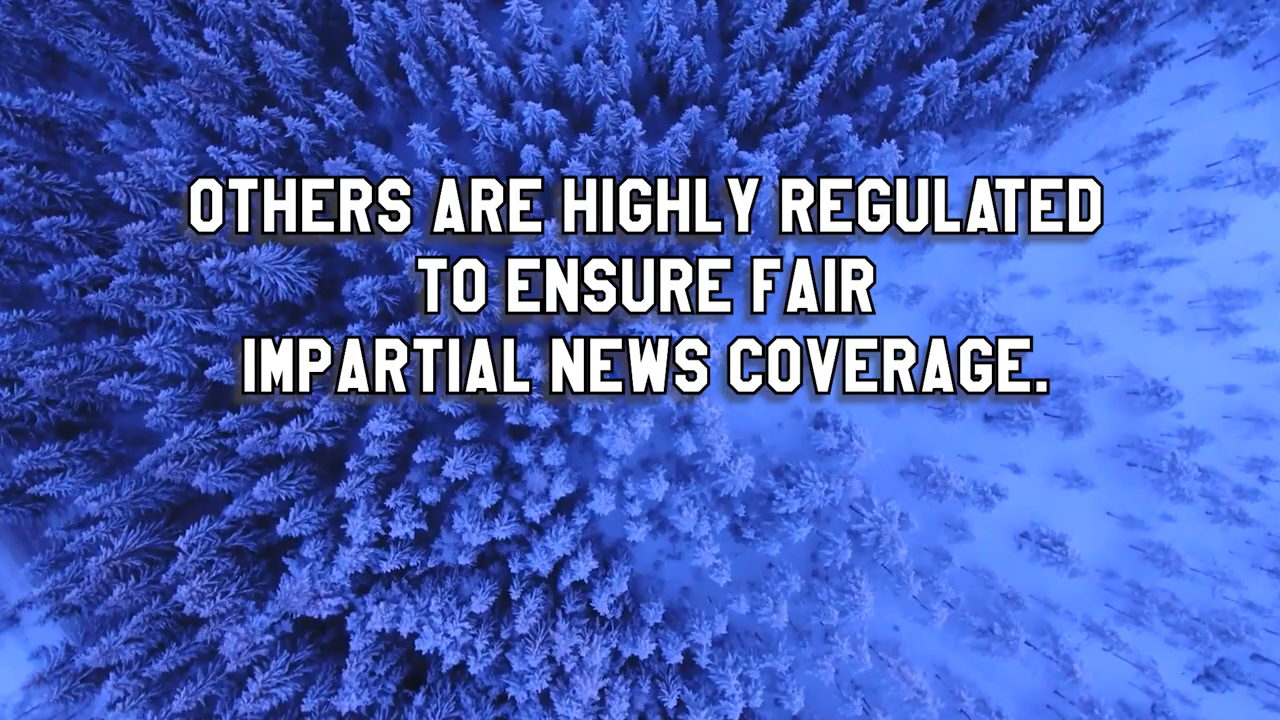 OTHERS ARE HIGHLY REGULATED
TO ENSURE FAIR
IMPARTIAL NEWS COVERAGE.